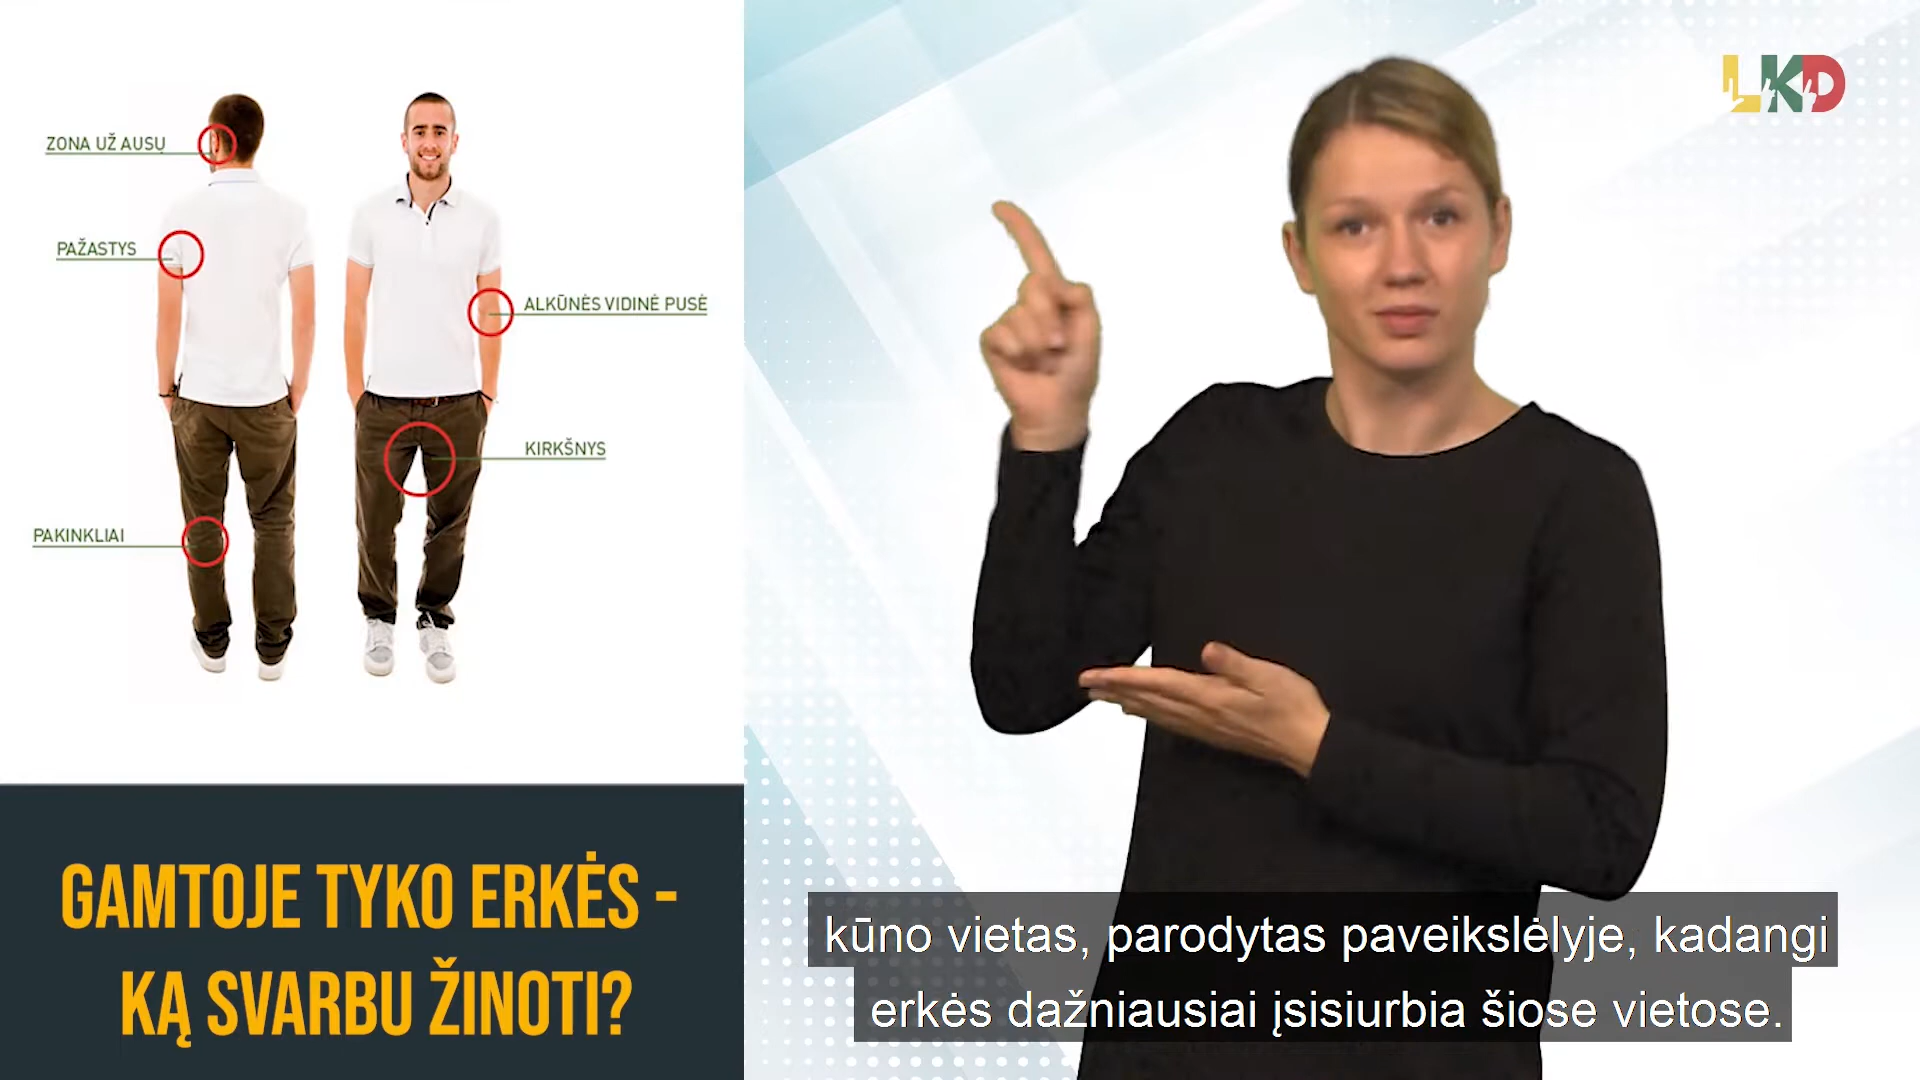 ZONA UŽ AUSŲ
PAŽASTYS
ALKŪNĖS VIDINĖ PUSĖ
KIRKŠNYS
PAKINKLIAI
GAMTOJE TYKO ERKĖS -
KĄ SVARBU ŽINOTI?
LKD
kūno vietas, parodytas paveikslėlyje, kadangi
erkės dažniausiai įsisiurbia šiose vietose.